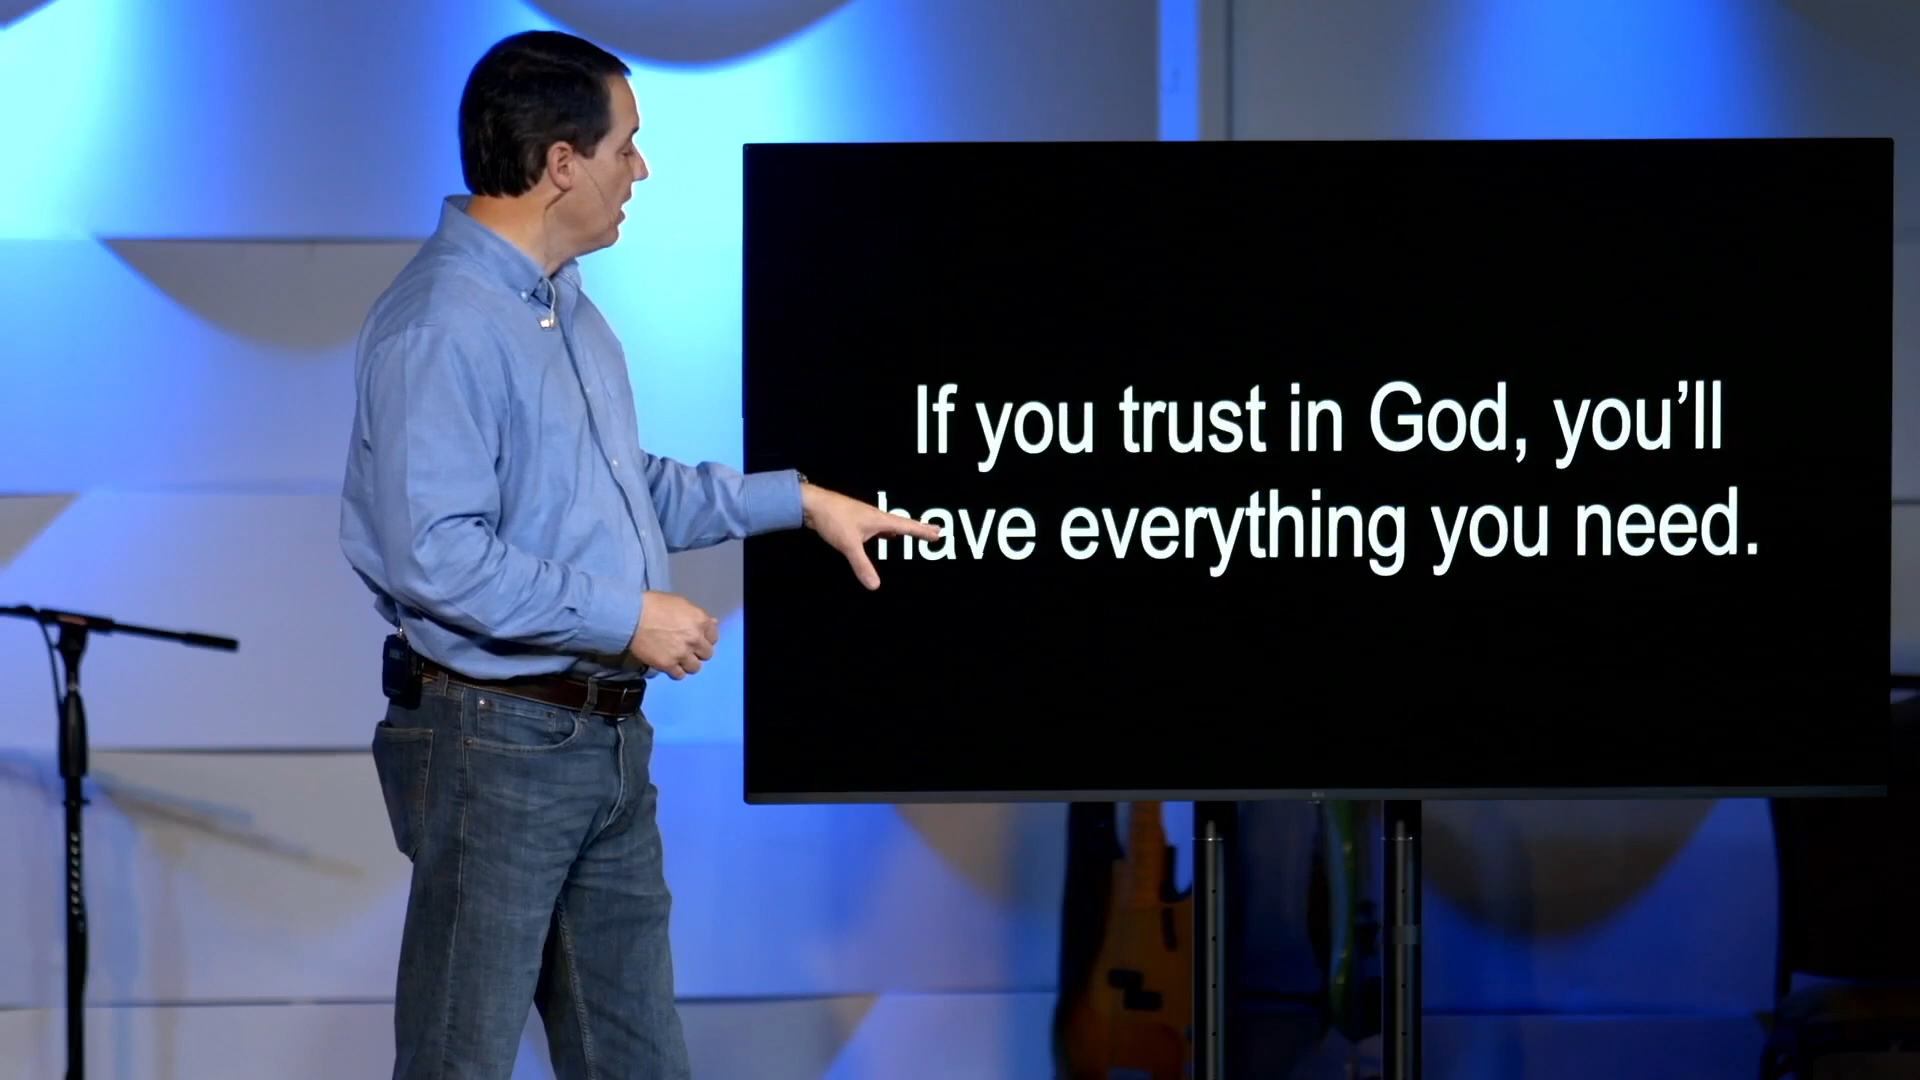 If you trust in God, you’ll
have everything you need.